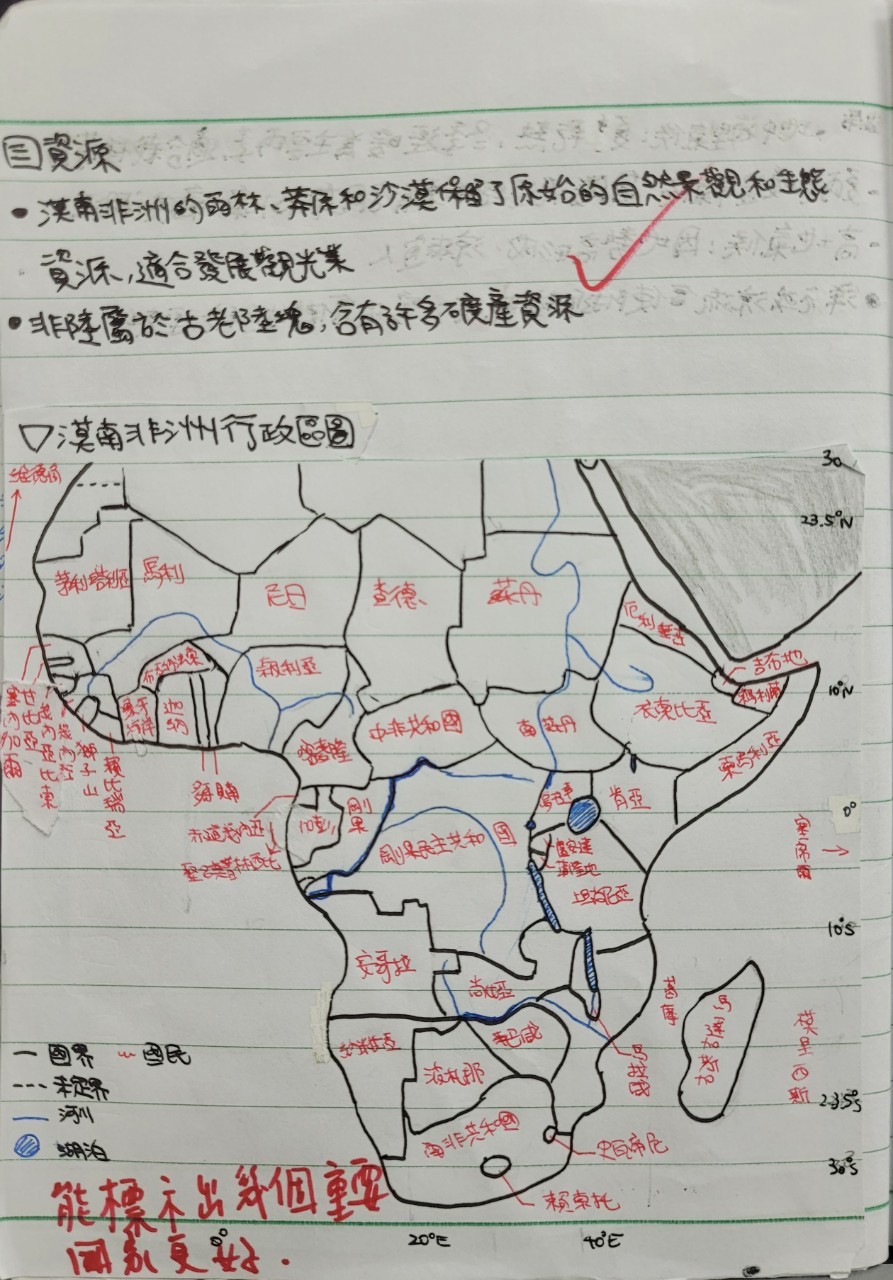 三資源
•漠南非洲的雨林、莽原和沙漠保留了原始的自然景觀和生態
資源,適合發展觀光業
•非陸屬於古老陸塊,含有許多礦產資源
▽漠南非洲行政區圖
維德角
30
23.5°N
茅利塔利亞
馬利
尼日
查德
蘇丹
厄利垂亞
吉布地
10°N
布吉納法索
奈利亞
衣索比亞
索馬利亞
塞內加爾
甘比亞
幾內亞比索
幾內亞
獅子山
賴比瑞亞
象牙海岸
迦納
多
貝南
喀麥隆
中非共和國
南蘇丹
烏干達
肯亞
0°
赤道幾內亞
聖多美普林西比
加彭
剛果
剛果民主共和國
盧安達
蒲隆地
坦尚尼亞
塞席爾
10°S
安哥拉
尚比亞
馬拉威
葛摩
馬達加斯加
模里西斯
納米比亞
波札那
辛巴威
23.5°S
南非共和國
史瓦帝尼
賴索托
30°S
國界
國民
未定界
河川
湖泊
能標示出幾個重要
國家更好.
0°
20°E
40°E